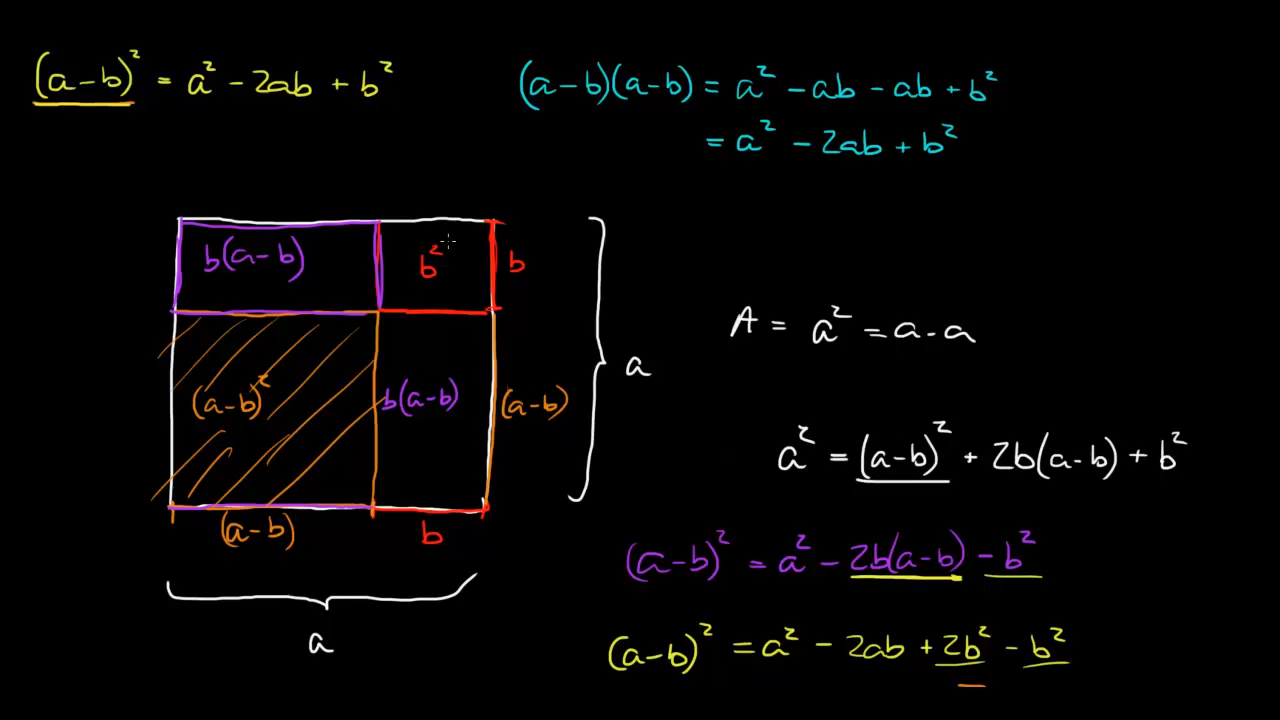 (a-b)² = a² - 2ab + b²
(a-b)(a-b) = a² - ab - ab + b²
= a² - 2ab + b²
b(a-b)
b²
b
(a-b)²
b(a-b)
(a-b)
a
(a-b)
b
a
A = a² = a - a
a² = (a-b)² + 2b(a-b) + b²
(a-b)² = a² - 2b(a-b) - b²
(a-b)² = a² - 2ab + 2b² - b²